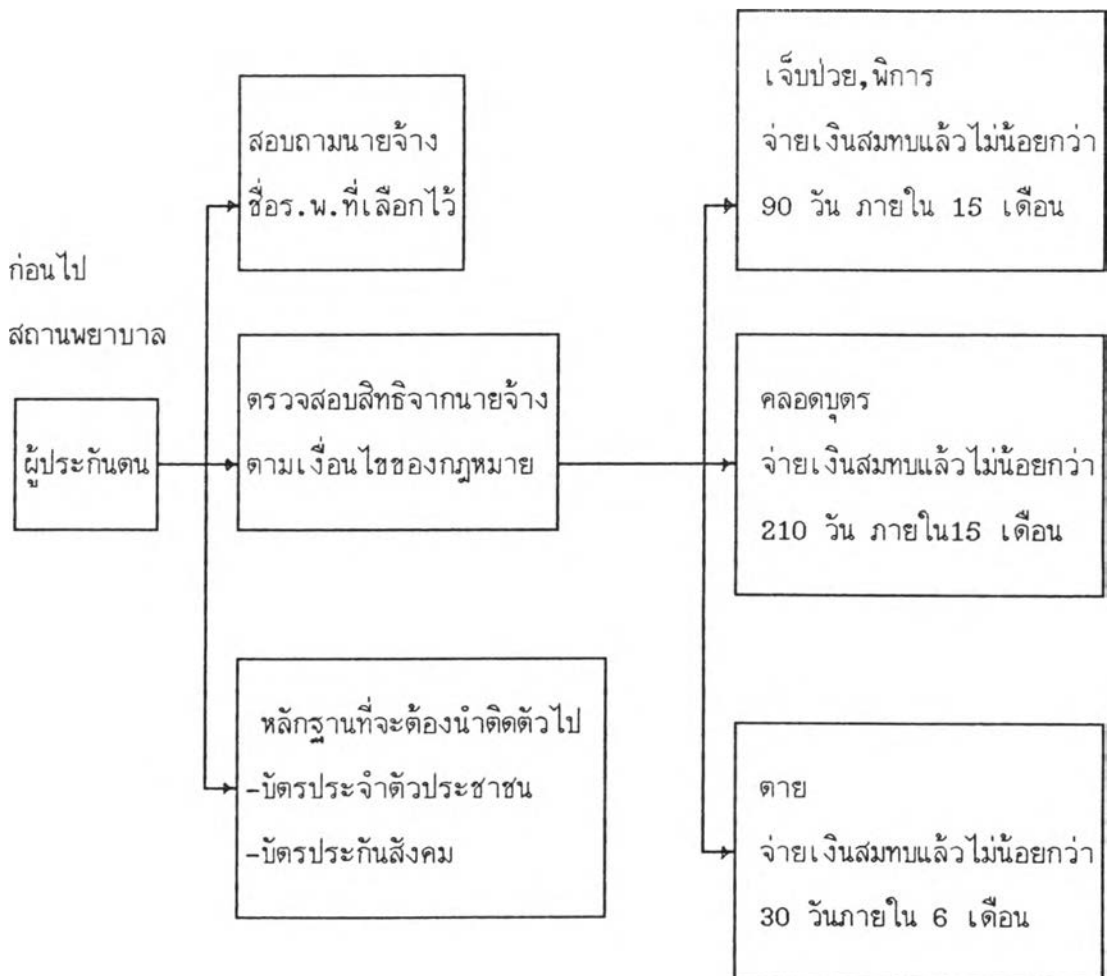 ก่อนไป
สถานพยาบาล
ผู้ประกันตน
สอบถามนายจ้าง
ชื่อร.พ.ที่เลือกไว้
ตรวจสอบสิทธิจากนายจ้าง
ตามเงื่อนไขของกฎหมาย
หลักฐานที่จะต้องนำติดตัวไป
-บัตรประจำตัวประชาชน
-บัตรประกันสังคม
เจ็บป่วย,พิการ
จ่ายเงินสมทบแล้วไม่น้อยกว่า
90 วัน ภายใน 15 เดือน
คลอดบุตร
จ่ายเงินสมทบแล้วไม่น้อยกว่า
210 วัน ภายใน15 เดือน
ตาย
จ่ายเงินสมทบแล้วไม่น้อยกว่า
30 วันภายใน 6 เดือน